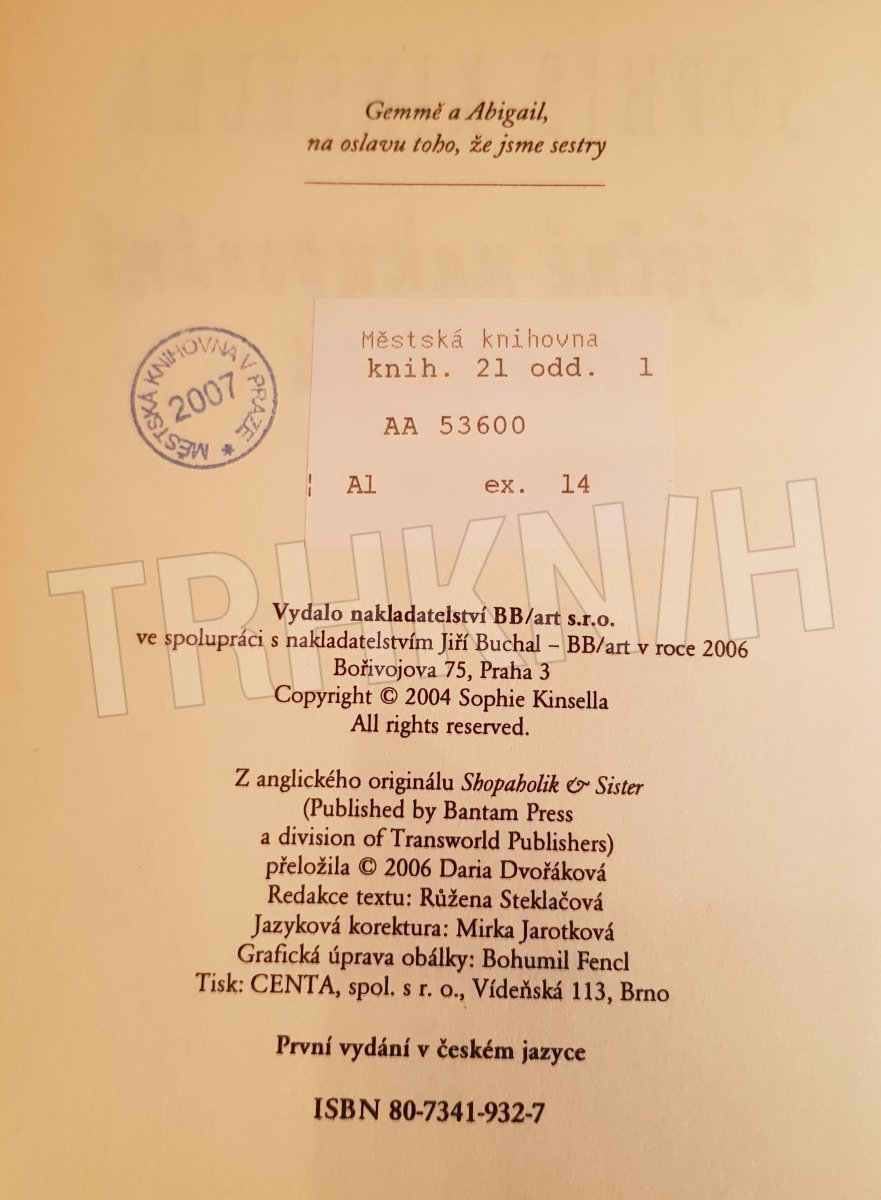 Gemmě a Abigail,
na oslavu toho, že jsme sestry
MĚSTSKÁ KNIHOVNA V PRAZE *
2007
Městská knihovna
knih. 21 odd. 1
AA 53600
¦ A1 ex. 14
TRHKNIH
Vydalo nakladatelství BB/art s.r.o.
ve spolupráci s nakladatelstvím Jiří Buchal – BB/art v roce 2006
Bořivojova 75, Praha 3
Copyright © 2004 Sophie Kinsella
All rights reserved.
Z anglického originálu Shopaholik & Sister
(Published by Bantam Press
a division of Transworld Publishers)
přeložila © 2006 Daria Dvořáková
Redakce textu: Růžena Steklačová
Jazyková korektura: Mirka Jarotková
Grafická úprava obálky: Bohumil Fencl
Tisk: CENTA, spol. s r. o., Vídeňská 113, Brno
První vydání v českém jazyce
ISBN 80-7341-932-7